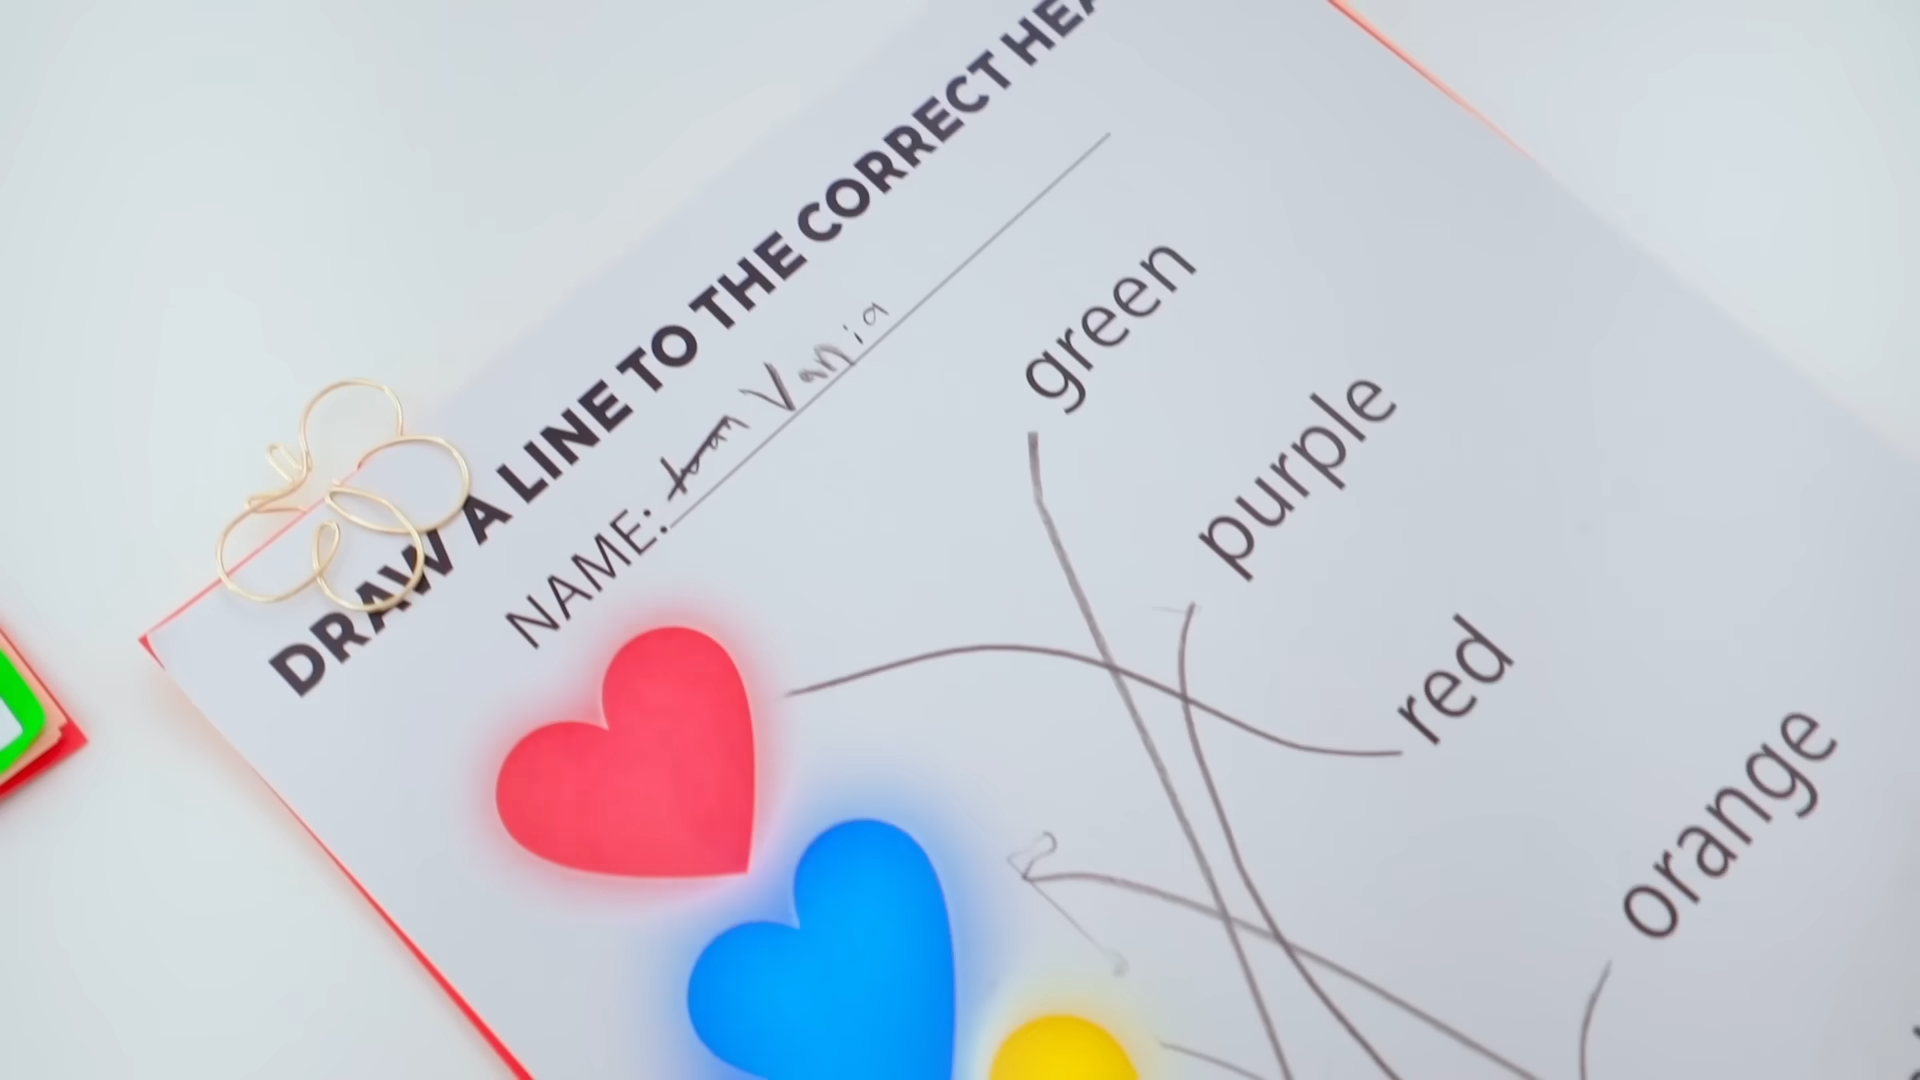 DRAW A LINE TO THE CORRECT HEA
NAME: Vania
green
purple
red
orange